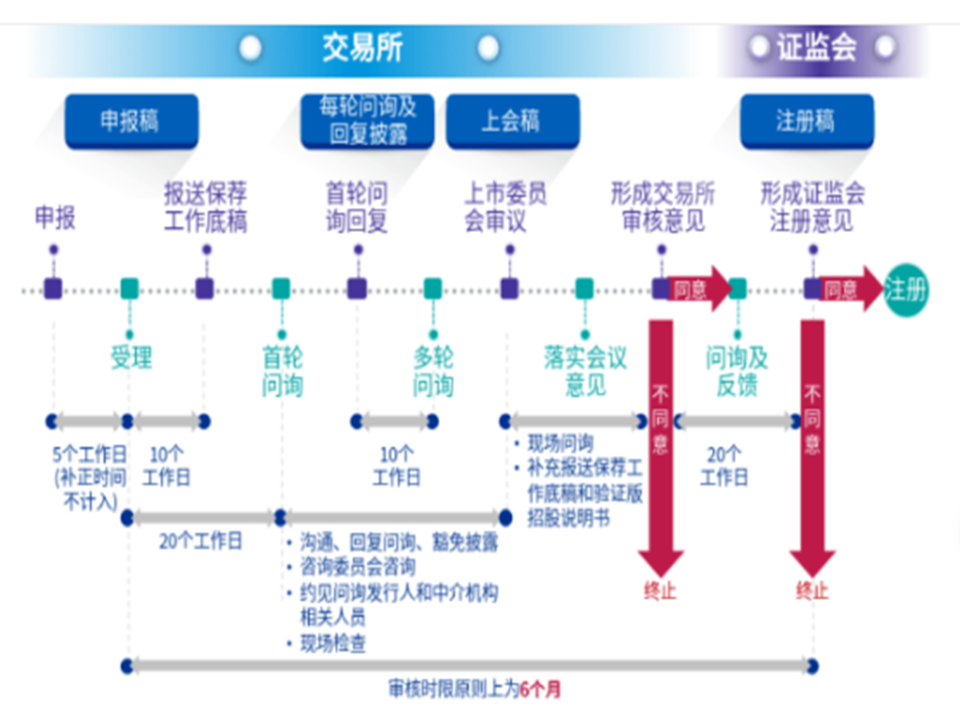 交易所
证监会
申报稿
每轮问询及
回复披露
上会稿
注册稿
申报
报送保荐
工作底稿
首轮问
询回复
上市委员
会审议
形成交易所
审核意见
形成证监会
注册意见
同意
同意
注册
受理
首轮
问询
多轮
问询
落实会议
意见
问询及
反馈
不
同
意
不
同
意
5个工作日
(补正时间
不计入)
10个
工作日
10个
工作日
• 现场问询
• 补充报送保荐工
作底稿和验证版
招股说明书
20个
工作日
20个工作日
• 沟通、回复问询、豁免披露
• 咨询委员会咨询
• 约见问询发行人和中介机构
相关人员
• 现场检查
终止
终止
审核时限原则上为6个月